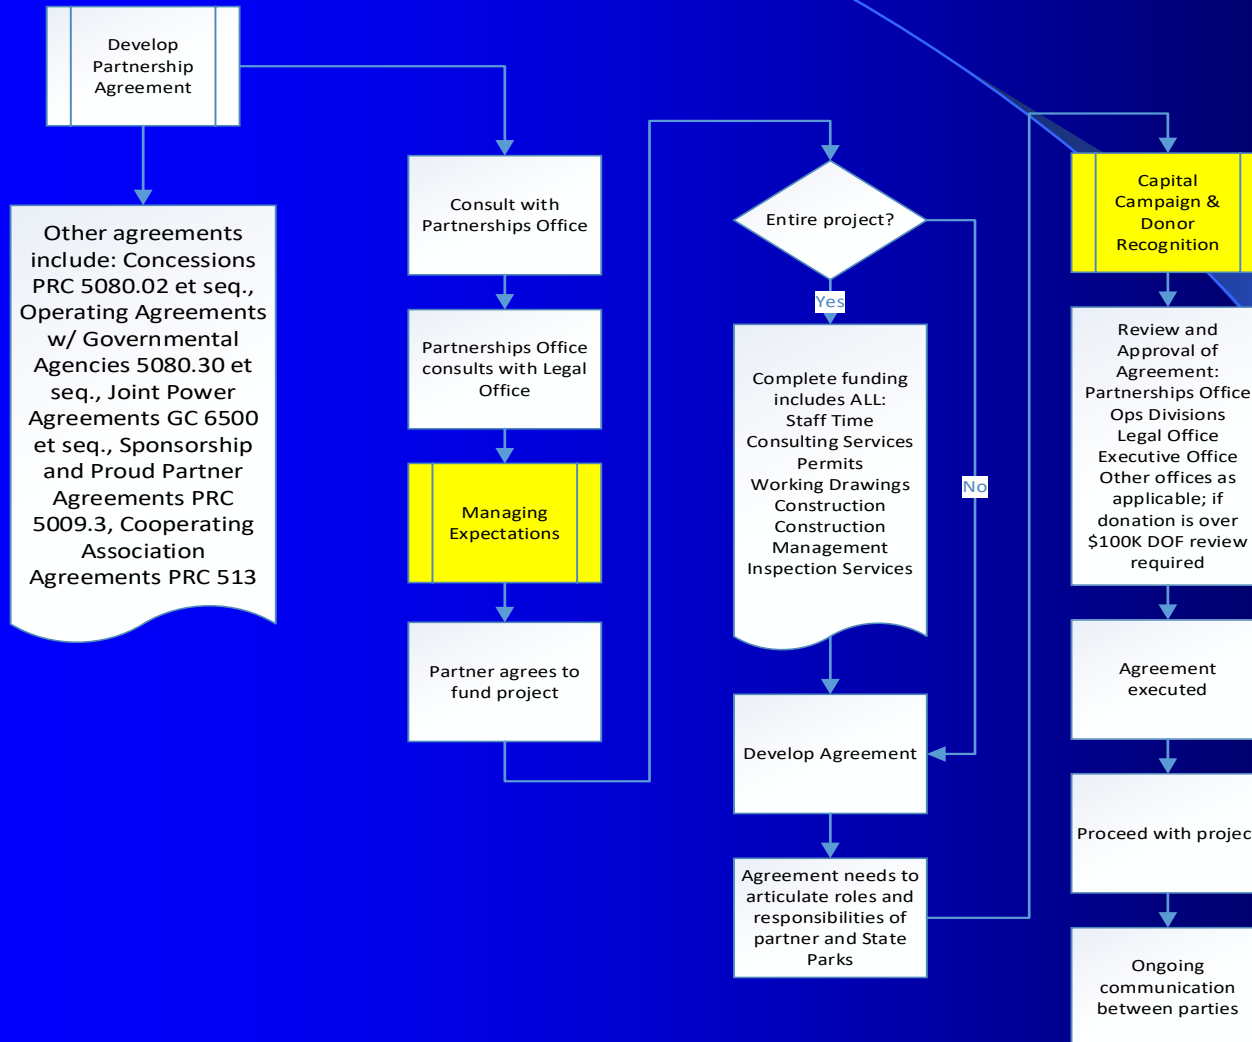 Develop
Partnership
Agreement
Other agreements
include: Concessions
PRC 5080.02 et seq.,
Operating Agreements
w/ Governmental
Agencies 5080.30 et
seq., Joint Power
Agreements GC 6500
et seq., Sponsorship
and Proud Partner
Agreements PRC
5009.3, Cooperating
Association
Agreements PRC 513
Consult with
Partnerships Office
Partnerships Office
consults with Legal
Office
Managing
Expectations
Partner agrees to
fund project
Entire project?
Yes
No
Complete funding
includes ALL:
Staff Time
Consulting Services
Permits
Working Drawings
Construction
Construction
Management
Inspection Services
Develop Agreement
Agreement needs to
articulate roles and
responsibilities of
partner and State
Parks
Capital
Campaign &
Donor
Recognition
Review and
Approval of
Agreement:
Partnerships Office
Ops Divisions
Legal Office
Executive Office
Other offices as
applicable; if
donation is over
$100K DOF review
required
Agreement
executed
Proceed with projec
Ongoing
communication
between parties